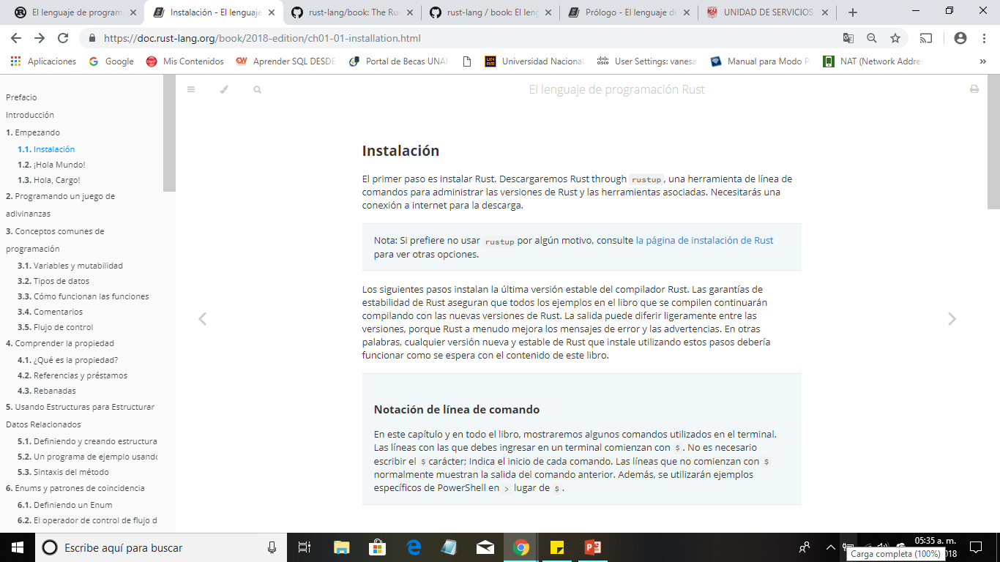 El lenguaje de program
Instalación - El lenguaje
rust-lang/book: The Rus
rust-lang / book: El leng
Prólogo - El lenguaje de
UNIDAD DE SERVICIOS
https://doc.rust-lang.org/book/2018-edition/ch01-01-installation.html
Aplicaciones
Google
Mis Contenidos
Aprender SQL DESDE
Portal de Becas UNA
Universidad Nacional
User Settings: vanesa
Manual para Modo P
NAT (Network Addre
»
Prefacio
Introducción
1. Empezando
1.1. Instalación
1.2. ¡Hola Mundo!
1.3. Hola, Cargo!
2. Programando un juego de
adivinanzas
3. Conceptos comunes de
programación
3.1. Variables y mutabilidad
3.2. Tipos de datos
3.3. Cómo funcionan las funciones
3.4. Comentarios
3.5. Flujo de control
4. Comprender la propiedad
4.1. ¿Qué es la propiedad?
4.2. Referencias y préstamos
4.3. Rebanadas
5. Usando Estructuras para Estructurar
Datos Relacionados
5.1. Definiendo y creando estructura
5.2. Un programa de ejemplo usando
5.3. Sintaxis del método
6. Enums y patrones de coincidencia
6.1. Definiendo un Enum
6.2. El operador de control de flujo d
El lenguaje de programación Rust
Instalación
El primer paso es instalar Rust. Descargaremos Rust through rustup, una herramienta de línea de
comandos para administrar las versiones de Rust y las herramientas asociadas. Necesitarás una
conexión a internet para la descarga.
Nota: Si prefiere no usar rustup por algún motivo, consulte la página de instalación de Rust
para ver otras opciones.
Los siguientes pasos instalan la última versión estable del compilador Rust. Las garantías de
estabilidad de Rust aseguran que todos los ejemplos en el libro que se compilen continuarán
compilando con las nuevas versiones de Rust. La salida puede diferir ligeramente entre las
versiones, porque Rust a menudo mejora los mensajes de error y las advertencias. En otras
palabras, cualquier versión nueva y estable de Rust que instale utilizando estos pasos debería
funcionar como se espera con el contenido de este libro.
Notación de línea de comando
En este capítulo y en todo el libro, mostraremos algunos comandos utilizados en el terminal.
Las líneas con las que debes ingresar en un terminal comienzan con $. No es necesario
escribir el $ carácter; Indica el inicio de cada comando. Las líneas que no comienzan con $
normalmente muestran la salida del comando anterior. Además, se utilizarán ejemplos
específicos de PowerShell en > lugar de $.
Escribe aquí para buscar
05:35 a. m.
2018
Carga completa (100%)